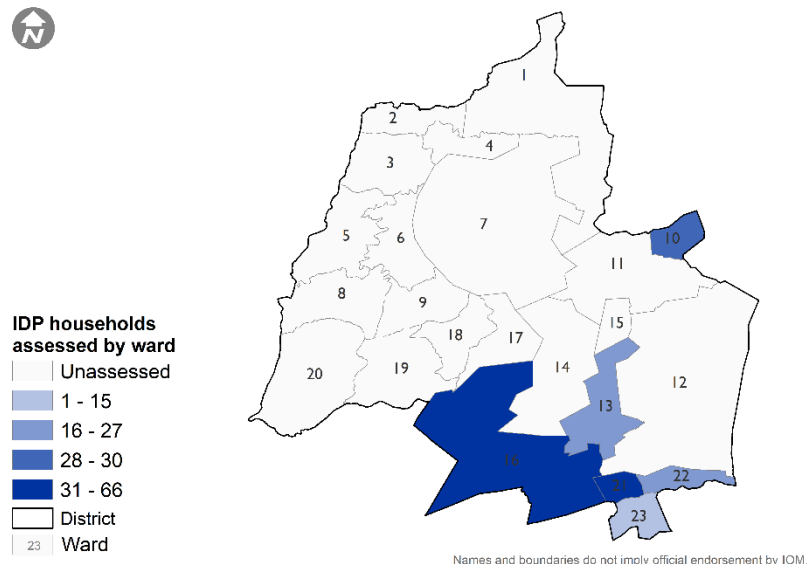 N
1
2
4
3
7
5
6
10
11
8
9
15
17
18
14
19
20
12
13
16
21
22
23
IDP households
assessed by ward
Unassessed
1 - 15
16 - 27
28 - 30
31 - 66
District
23 Ward
Names and boundaries do not imply official endorsement by IOM